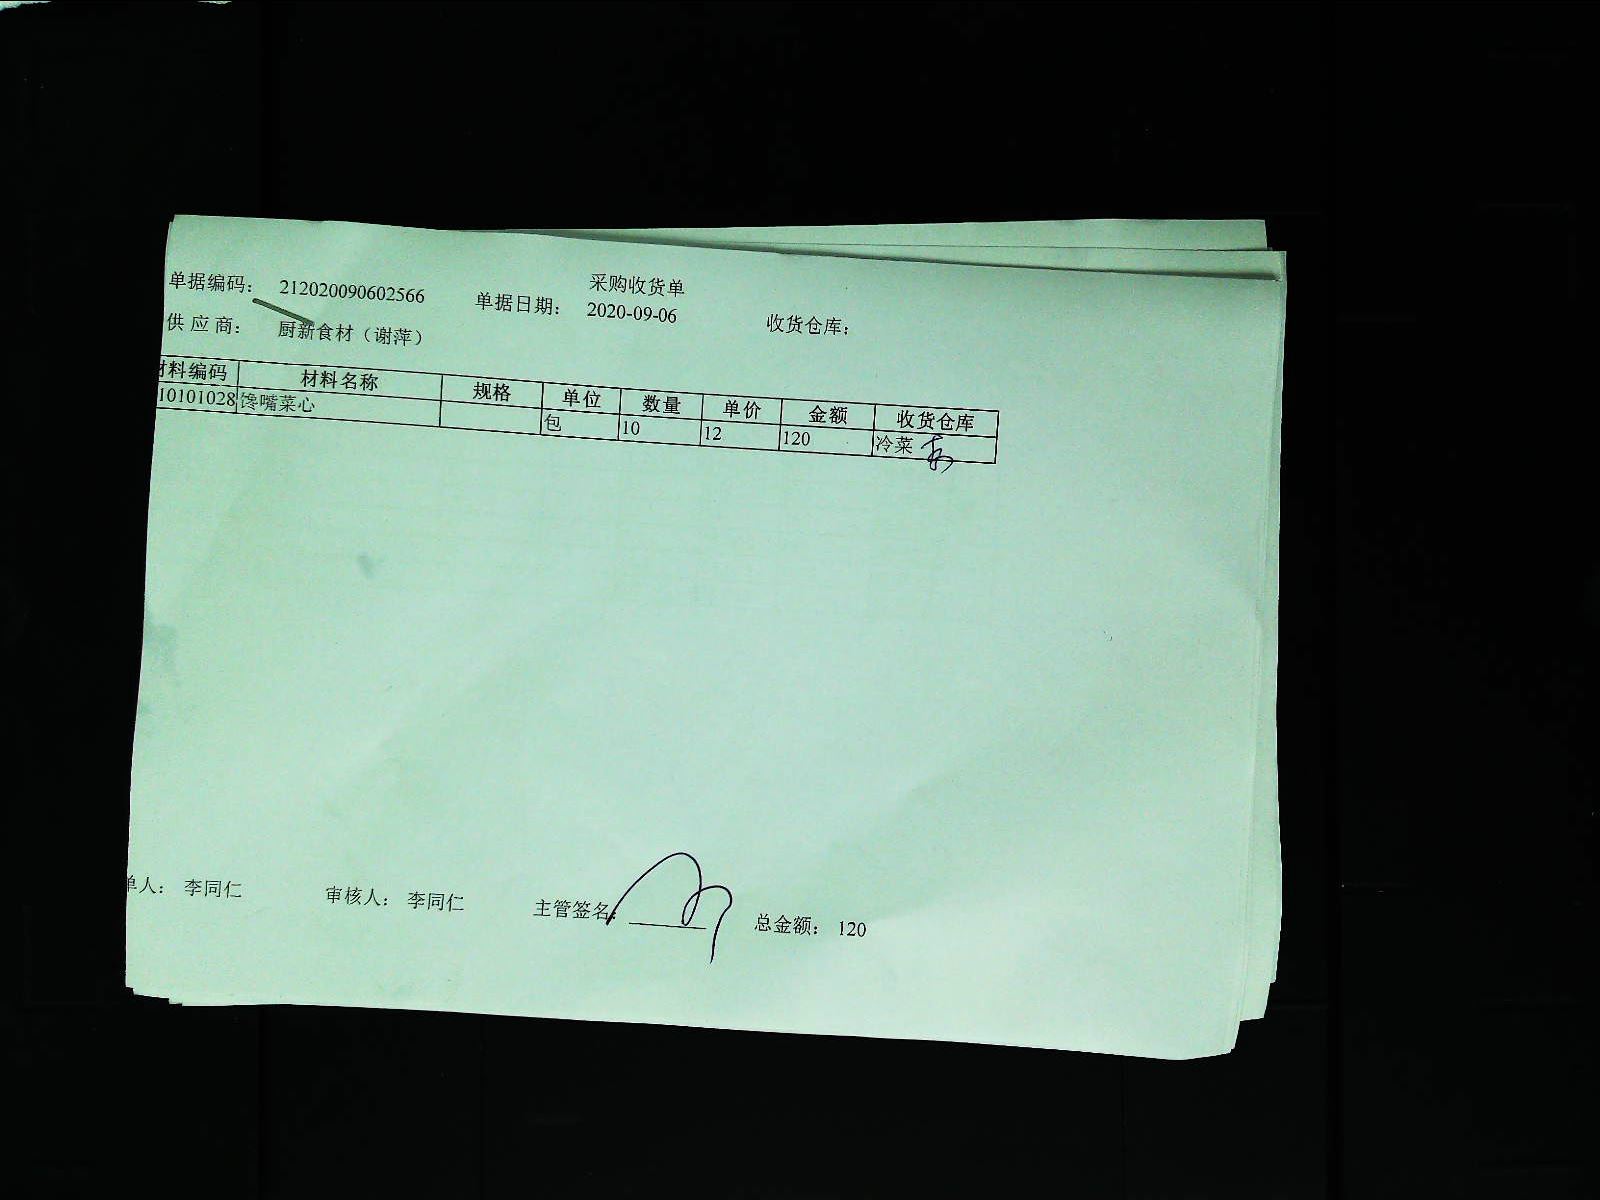 采购收货单
单据编码： 212020090602566 单据日期： 2020-09-06 收货仓库：
供应商： 厨新食材（谢萍）
材料编码 材料名称 规格 单位 数量 单价 金额 收货仓库
10101028 馋嘴菜心 包 10 12 120 冷菜
单人： 李同仁 审核人： 李同仁 主管签名： 总金额： 120